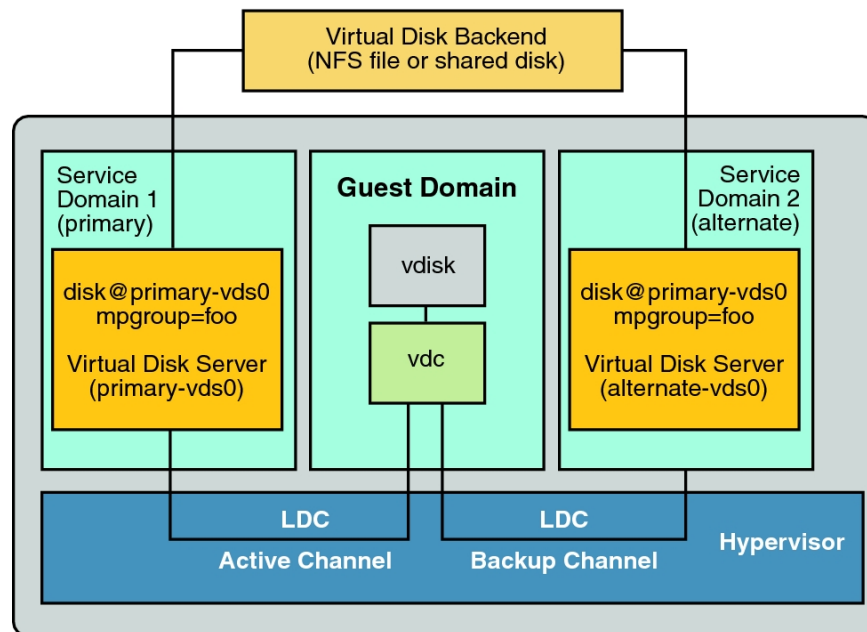 Virtual Disk Backend
(NFS file or shared disk)
Service
Domain 1
(primary)
disk@primary-vds0
mpgroup=foo
Virtual Disk Server
(primary-vds0)
Guest Domain
vdisk
vdc
Service
Domain 2
(alternate)
disk@primary-vds0
mpgroup=foo
Virtual Disk Server
(alternate-vds0)
LDC
Active Channel
LDC
Backup Channel
Hypervisor